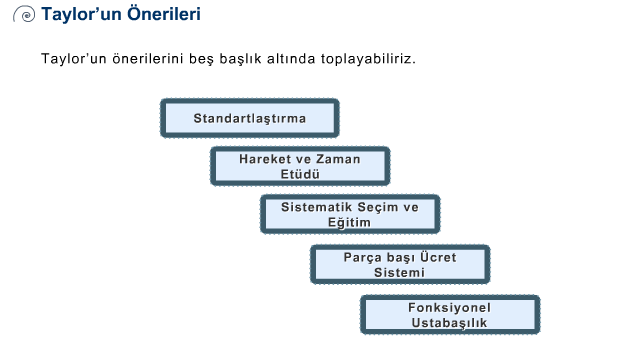 Taylor’un Önerileri
Taylor’un önerilerini beş başlık altında toplayabiliriz.
Standartlaştırma
Hareket ve Zaman
Etüdü
Sistematik Seçim ve
Eğitim
Parça başı Ücret
Sistemi
Fonksiyonel
Ustabaşılık